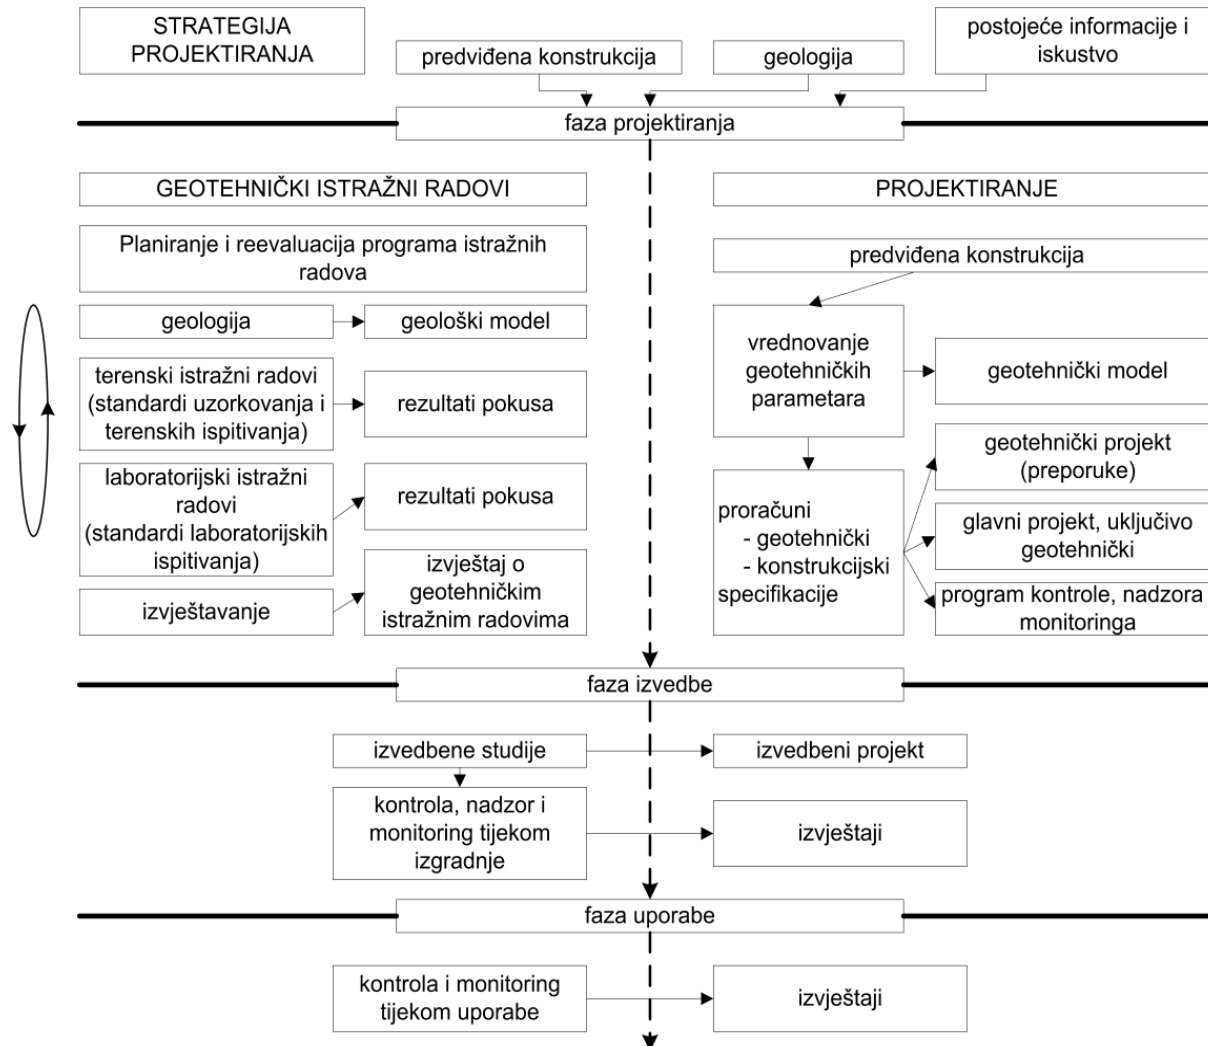 STRATEGIJA
PROJEKTIRANJA
predviđena konstrukcija
geologija
postojeće informacije i
iskustvo
faza projektiranja
GEOTEHNIČKI ISTRAŽNI RADOVI
PROJEKTIRANJE
Planiranje i reevaluacija programa istražnih
radova
predviđena konstrukcija
geologija
geološki model
vrednovanje
geotehničkih
parametara
geotehnički model
terenski istražni radovi
(standardi uzorkovanja i
terenskih ispitivanja)
rezultati pokusa
laboratorijski istražni
radovi
(standardi laboratorijskih
ispitivanja)
rezultati pokusa
proračuni
- geotehnički
- konstrukcijski
specifikacije
geotehnički projekt
(preporuke)
glavni projekt, uključivo
geotehnički
program kontrole, nadzora i
monitoringa
izvještavanje
izvještaj o
geotehničkim
istražnim radovima
faza izvedbe
izvedbene studije
izvedbeni projekt
kontrola, nadzor i
monitoring tijekom
izgradnje
izvještaji
faza uporabe
kontrola i monitoring
tijekom uporabe
izvještaji